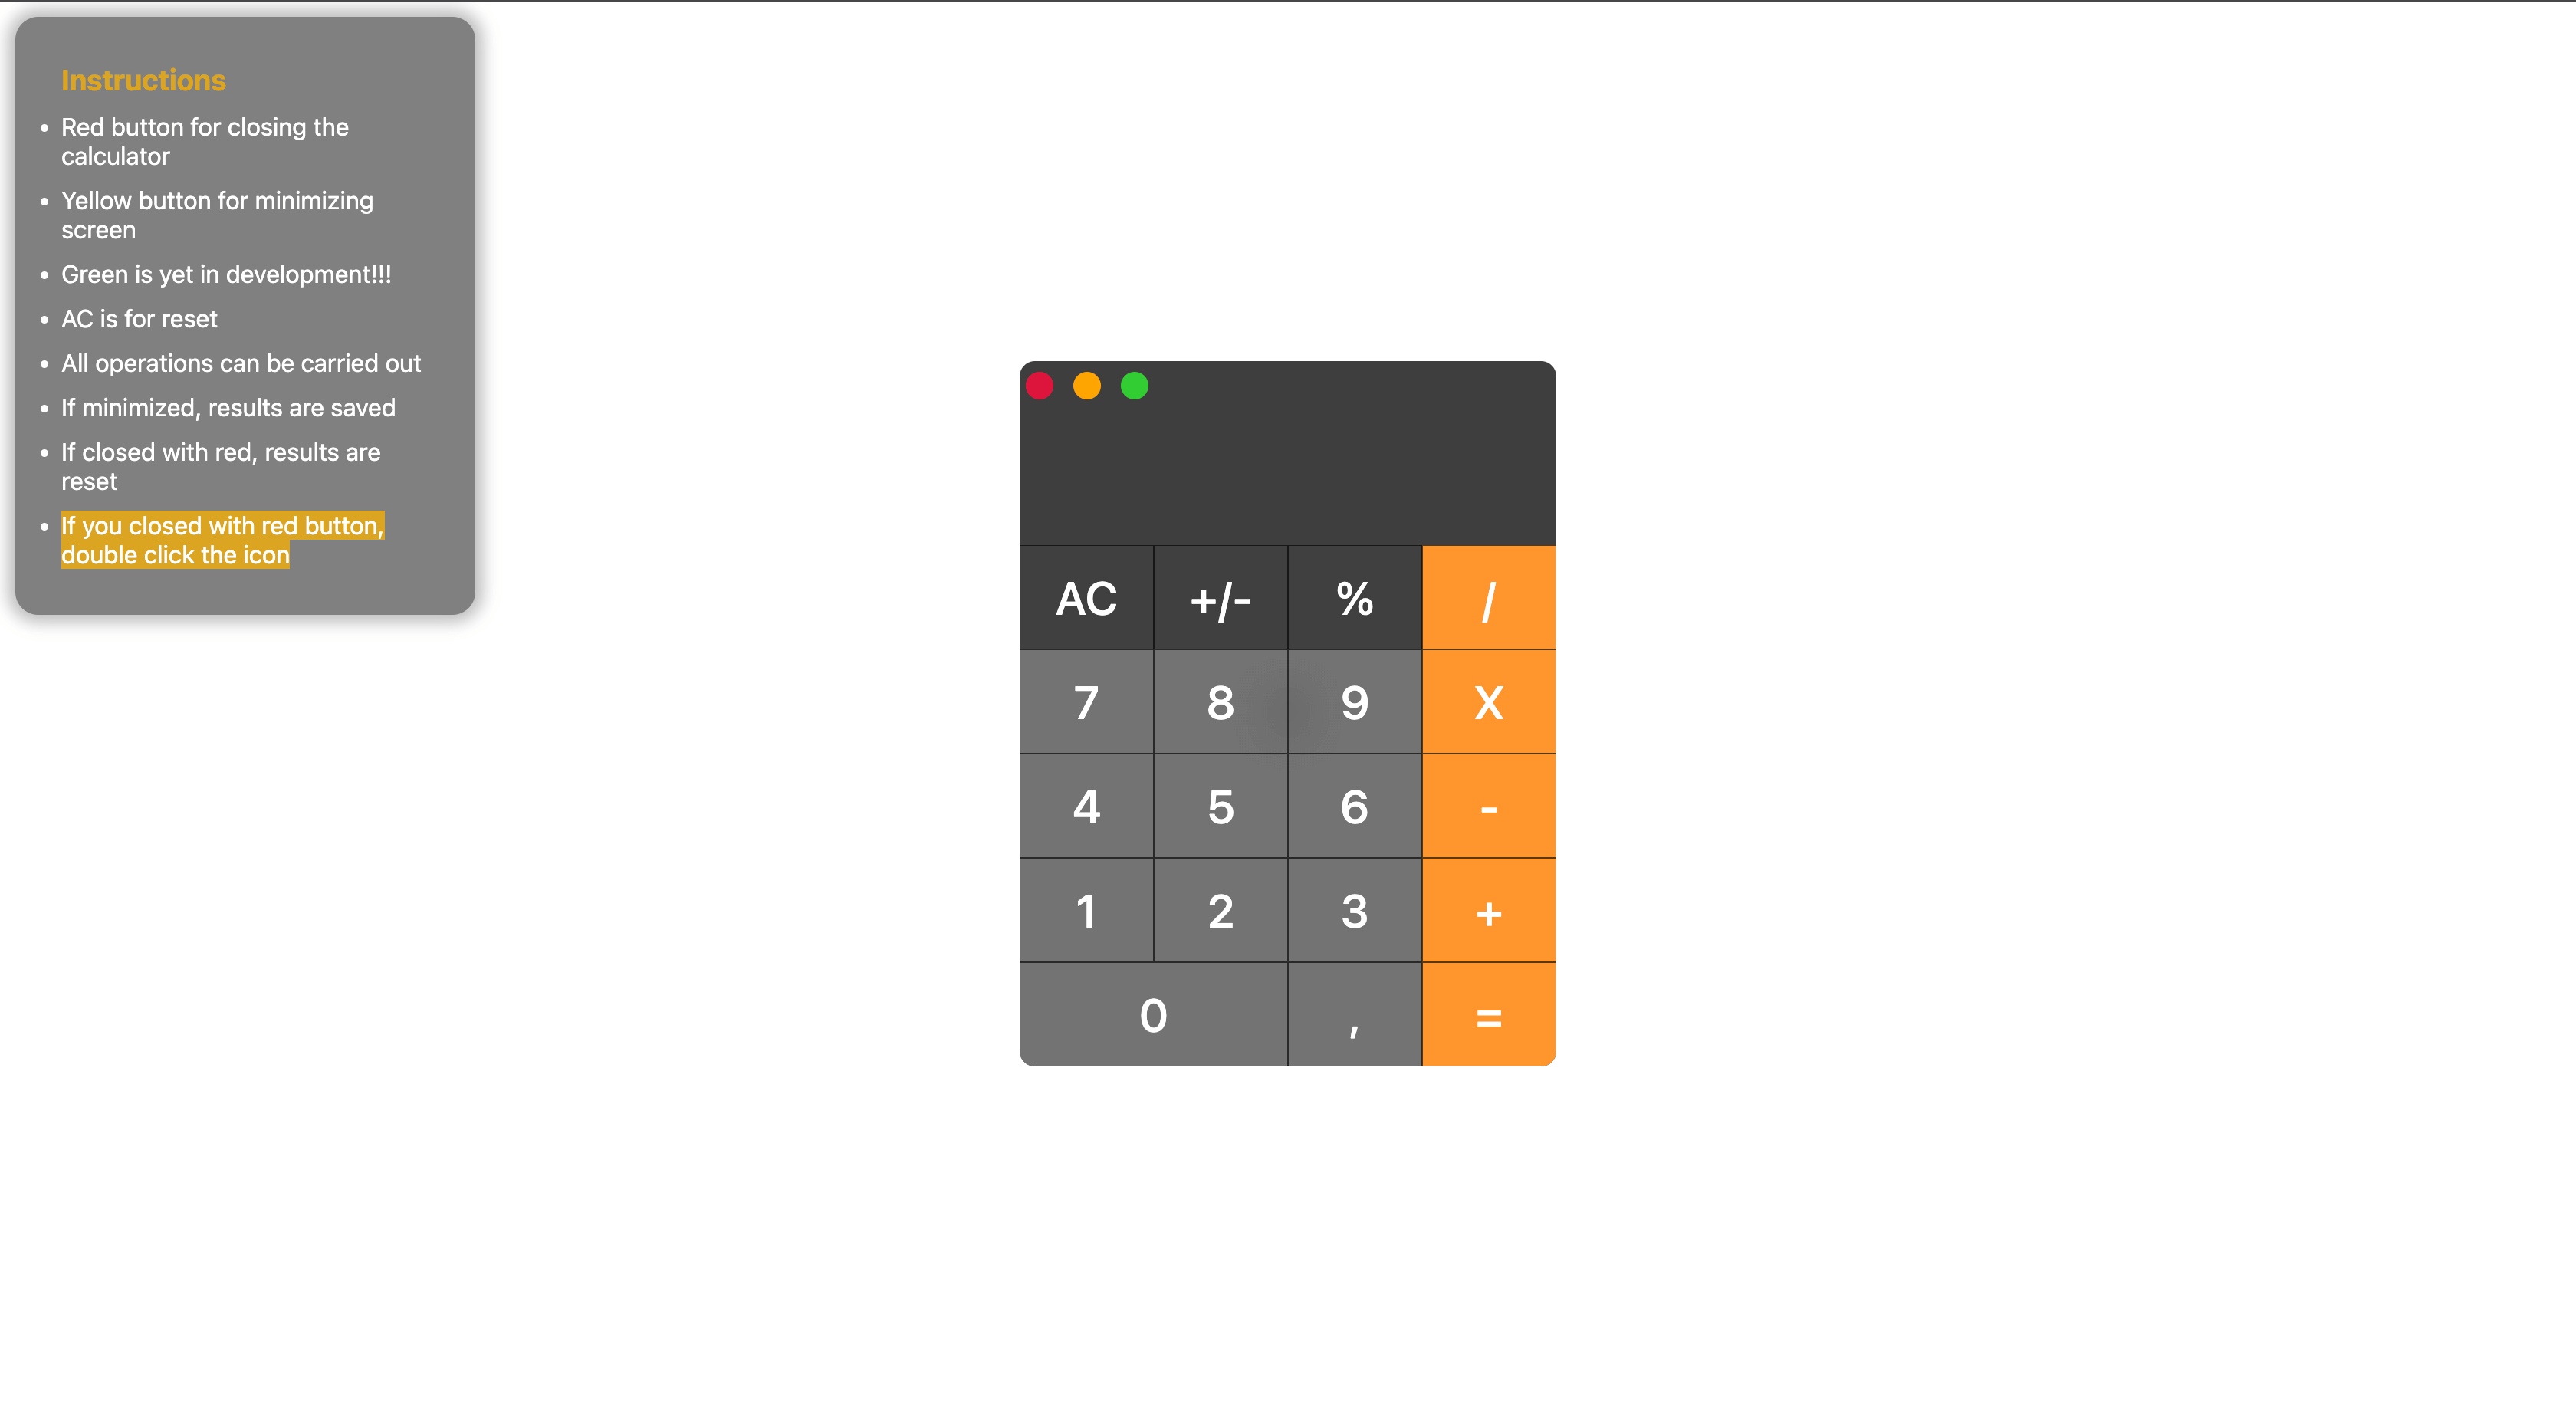 Instructions
• Red button for closing the
calculator
• Yellow button for minimizing
screen
• Green is yet in development!!!
• AC is for reset
• All operations can be carried out
• If minimized, results are saved
• If closed with red, results are
reset
• If you closed with red button,
double click the icon
AC +/- % /
7 8 9 X
4 5 6 -
1 2 3 +
0 , =